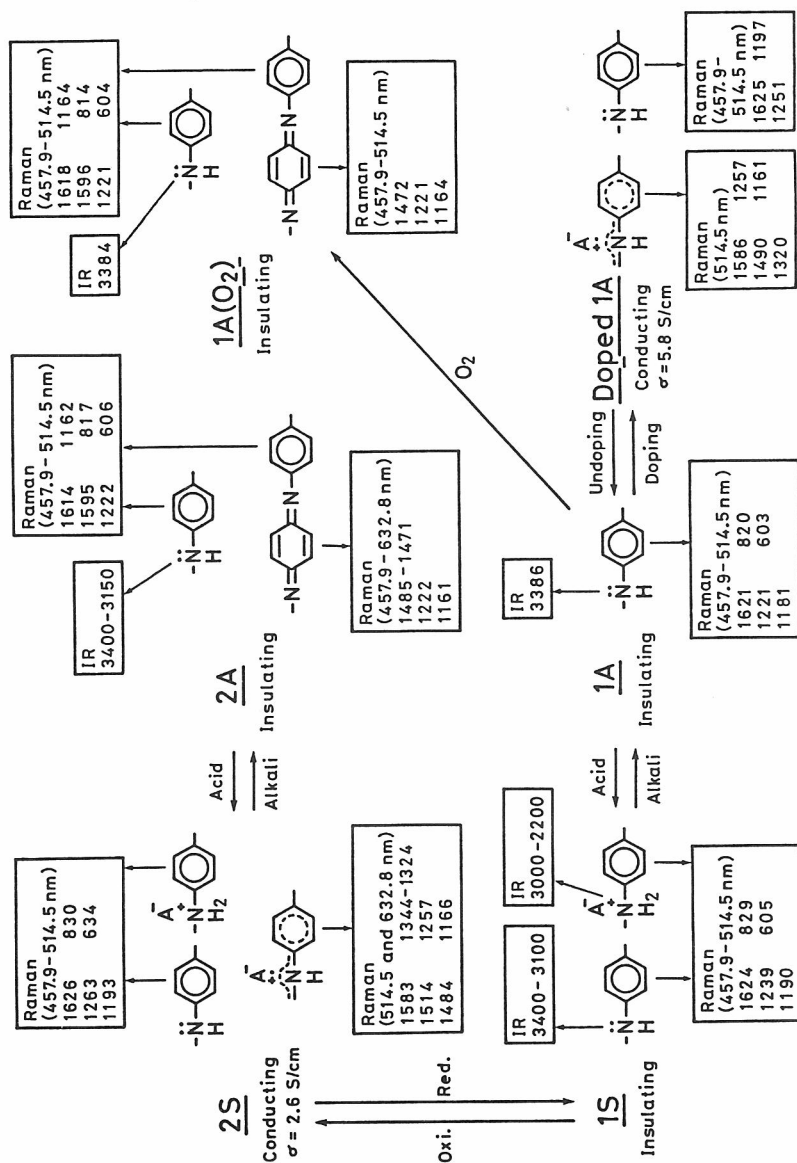 Raman
(457.9–514.5 nm)
1626 830
1263 634
1193
-N̈-
H
A⁻
-N⁺-
H₂
2S
Conducting
σ = 2.6 S/cm
A⁻
=N=
H
Raman
(514.5 and 632.8 nm)
1583 1344–1324
1514 1257
1484 1166
Acid
Alkali
IR
3400–3150
Raman
(457.9–514.5 nm)
1614 1162
1595 817
1222 606
-N̈
H
2A
Insulating
-N= =N-
Raman
(457.9–632.8 nm)
1485–1471
1222
1161
IR
3384
Raman
(457.9–514.5 nm)
1618 1164
1596 814
1221 604
-N̈
H
1A(O₂)
Insulating
-N= =N-
Raman
(457.9–514.5 nm)
1472
1221
1164
Oxi.
Red.
O₂
IR
3400–3100
IR
3000–2200
1S
Insulating
-N̈-
H
A⁻
-N⁺-
H₂
Raman
(457.9–514.5 nm)
1624 829
1239 605
1190
Acid
Alkali
IR
3386
1A
Insulating
-N̈
H
Raman
(457.9–514.5 nm)
1621 820
1221 603
1181
Undoping
Doping
Doped 1A
Conducting
σ = 5.8 S/cm
A⁻
=N=
H
-N̈
H
Raman
(514.5 nm)
1586 1257
1490 1161
1320
Raman
(457.9–
514.5 nm)
1625 1197
1251